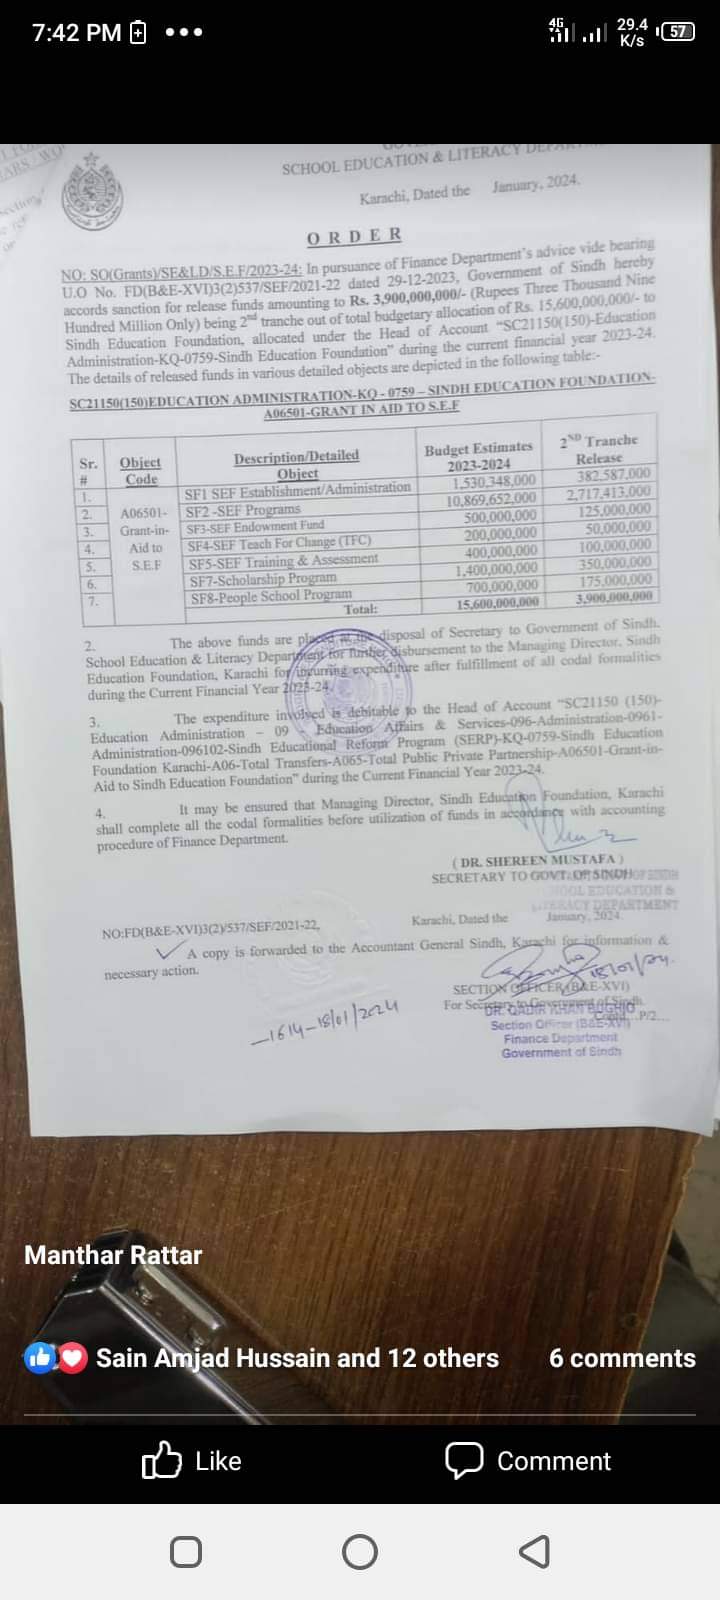 7:42 PM
4G
29.4
K/s
57
SCHOOL EDUCATION & LITERACY
Karachi, Dated the January, 2024.
ORDER
NO: SO(Grants)/SE&LD/S.E.F/2023-24: In pursuance of Finance Department's advice vide bearing
U.O No. FD(B&E-XVI)3(2)537/SEF/2021-22 dated 29-12-2023, Government of Sindh hereby
accords sanction for release funds amounting to Rs. 3,900,000,000/- (Rupees Three Thousand Nine
Hundred Million Only) being 2nd tranche out of total budgetary allocation of Rs. 15,600,000,000/- to
Sindh Education Foundation, allocated under the Head of Account "SC21150(150)-Education
Administration-KQ-0759-Sindh Education Foundation" during the current financial year 2023-24.
The details of released funds in various detailed objects are depicted in the following table:-
SC21150(150)EDUCATION ADMINISTRATION-KQ - 0759 – SINDH EDUCATION FOUNDATION-
A06501-GRANT IN AID TO S.E.F
Sr. # Object Code Description/Detailed Object Budget Estimates 2023-2024 2ND Tranche Release
1. SF1 SEF Establishment/Administration 1,530,348,000 382,587,000
2. A06501- SF2 -SEF Programs 10,869,652,000 2,717,413,000
3. Grant-in- SF3-SEF Endowment Fund 500,000,000 125,000,000
4. Aid to SF4-SEF Teach For Change (TFC) 200,000,000 50,000,000
5. S.E.F SF5-SEF Training & Assessment 400,000,000 100,000,000
6. SF7-Scholarship Program 1,400,000,000 350,000,000
7. SF8-People School Program 700,000,000 175,000,000
Total: 15,600,000,000 3,900,000,000
2. The above funds are placed at the disposal of Secretary to Government of Sindh.
School Education & Literacy Department for further disbursement to the Managing Director, Sindh
Education Foundation, Karachi for incurring expenditure after fulfillment of all codal formalities
during the Current Financial Year 2023-24.
3. The expenditure involved is debitable to the Head of Account "SC21150 (150)-
Education Administration – 09 - Education Affairs & Services-096-Administration-0961-
Administration-096102-Sindh Educational Reform Program (SERP)-KQ-0759-Sindh Education
Foundation Karachi-A06-Total Transfers-A065-Total Public Private Partnership-A06501-Grant-in-
Aid to Sindh Education Foundation" during the Current Financial Year 2023-24.
4. It may be ensured that Managing Director, Sindh Education Foundation, Karachi
shall complete all the codal formalities before utilization of funds in accordance with accounting
procedure of Finance Department.
( DR. SHEREEN MUSTAFA )
SECRETARY TO GOVT. OF SINDH
EDUCATION &
LITERACY DEPARTMENT
NO:FD(B&E-XVI)3(2)/537/SEF/2021-22, Karachi, Dated the January, 2024.
A copy is forwarded to the Accountant General Sindh, Karachi for information &
necessary action.
18/01/24.
SECTION OFFICER (B&E-XVI)
For Secretary to Government of Sindh.
DR. QADIR KHAN BUGHIO
Contd...P/2...
Section Officer (B&E-XVI)
Finance Department
Government of Sindh
-1614-18/01/2024
Manthar Rattar
Sain Amjad Hussain and 12 others
6 comments
Like
Comment